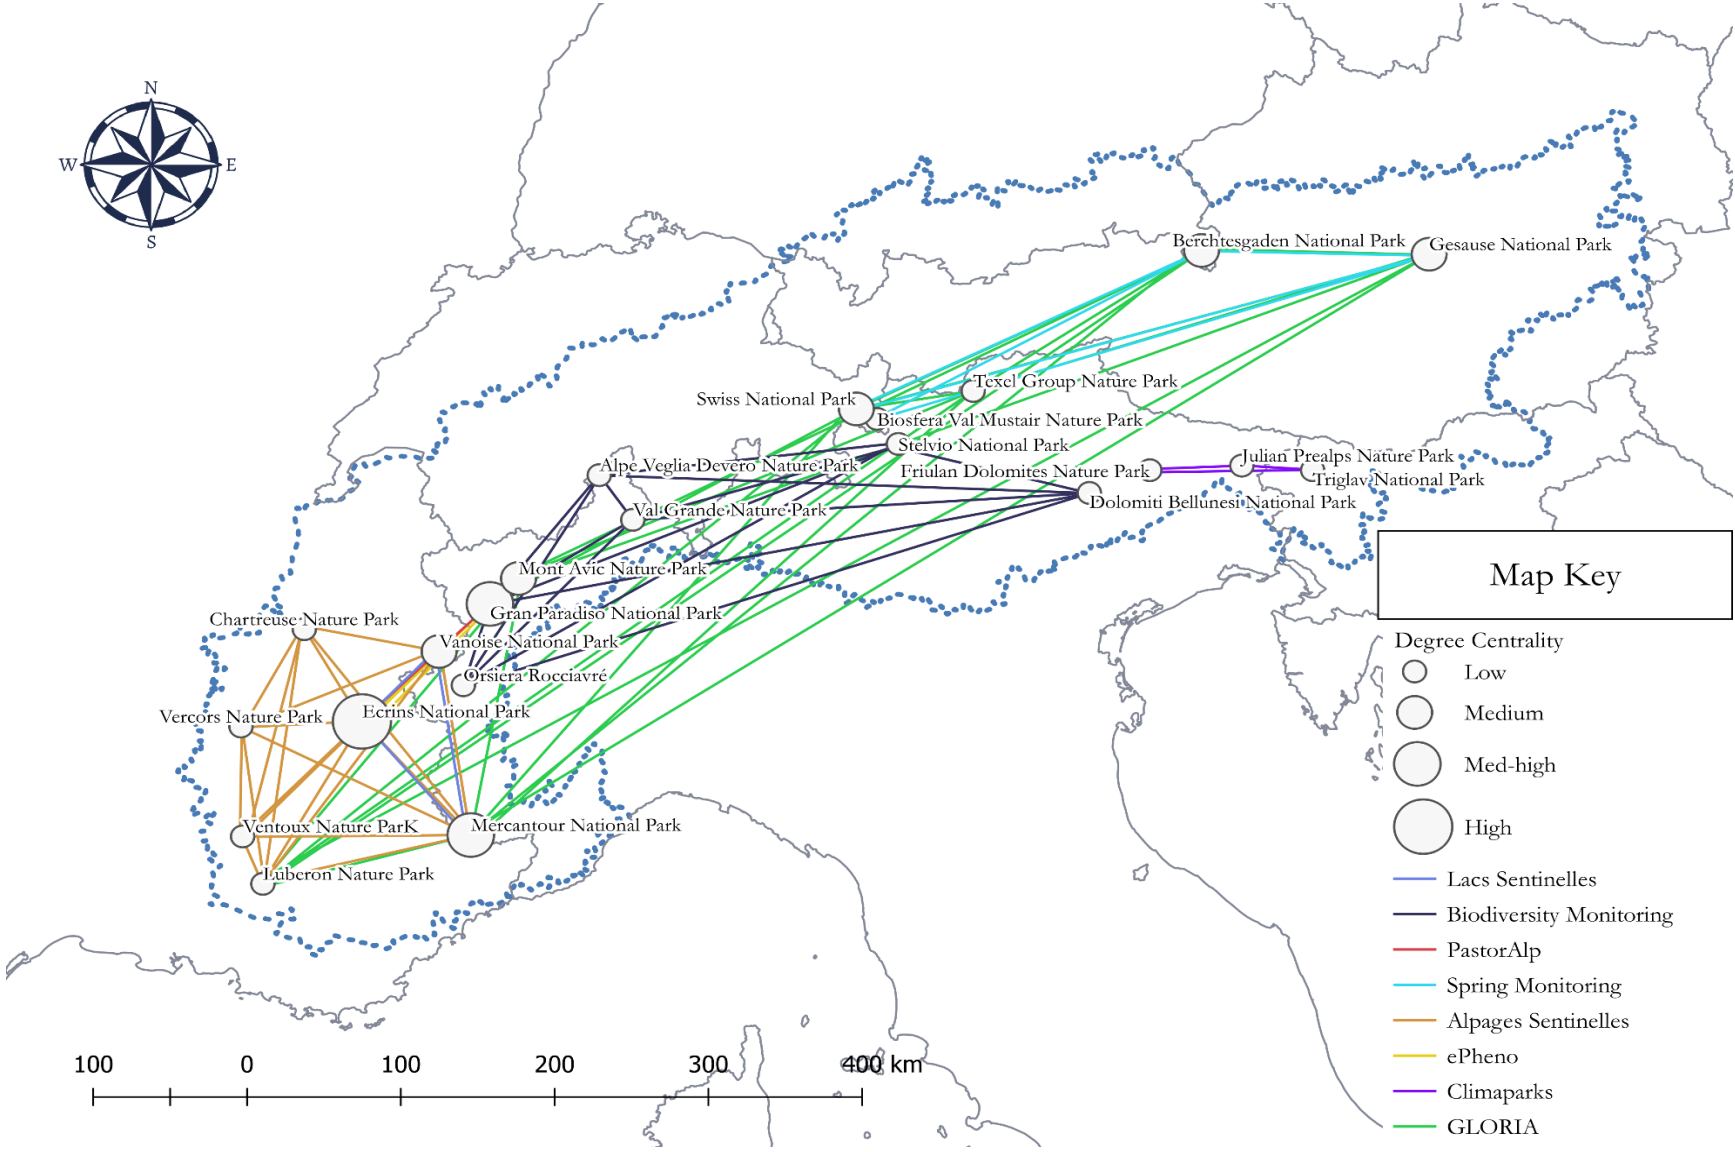 N
W E
S
Berchtesgaden National Park
Gesause National Park
Texel Group Nature Park
Swiss National Park
Biosfera Val Mustair Nature Park
Stelvio National Park
Julian Prealps Nature Park
Alpe Veglia Devero Nature Park
Friulan Dolomites Nature Park
Triglav National Park
Dolomiti Bellunesi National Park
Val Grande Nature Park
Mont Avic Nature Park
Gran Paradiso National Park
Chartreuse Nature Park
Vanoise National Park
Orsiera Rocciavré
Ecrins National Park
Vercors Nature Park
Mercantour National Park
Ventoux Nature ParK
Luberon Nature Park
Map Key
Degree Centrality
Low
Medium
Med-high
High
Lacs Sentinelles
Biodiversity Monitoring
PastorAlp
Spring Monitoring
Alpages Sentinelles
ePheno
Climaparks
GLORIA
100 0 100 200 300 400 km